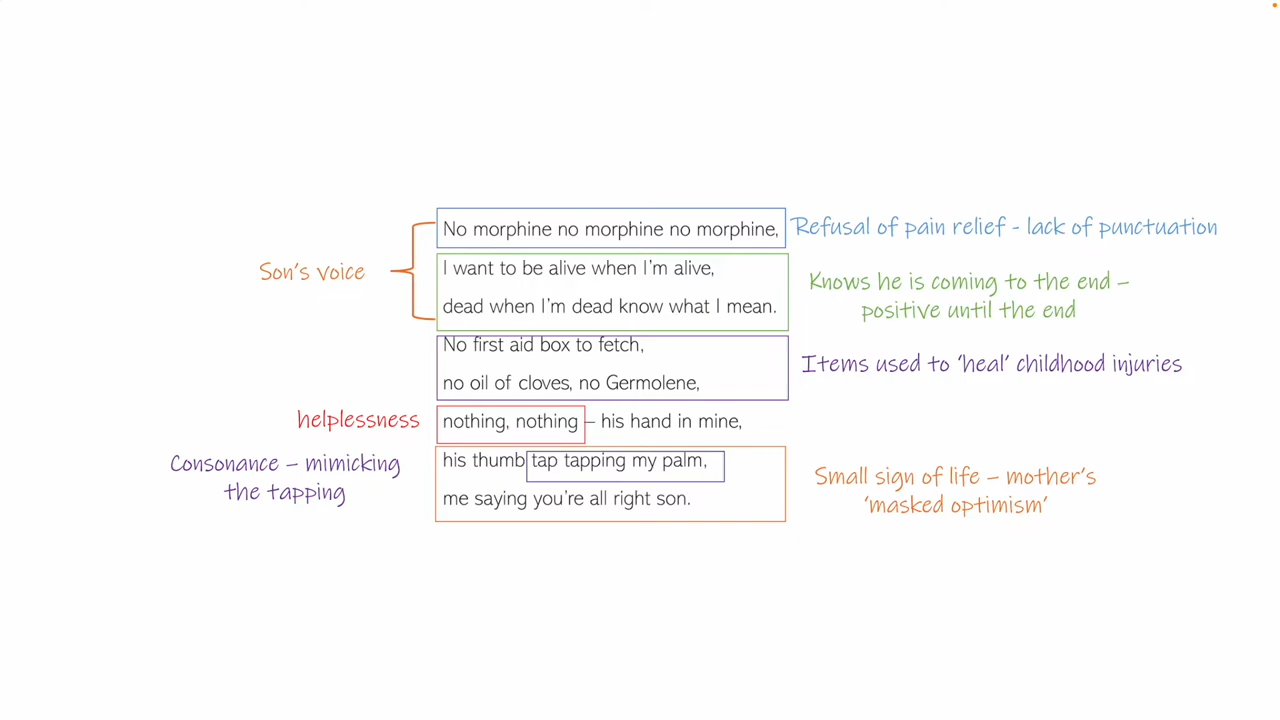 No morphine no morphine no morphine,
Refusal of pain relief - lack of punctuation
Son's voice
I want to be alive when I'm alive,
dead when I'm dead know what I mean.
Knows he is coming to the end –
positive until the end
No first aid box to fetch,
no oil of cloves, no Germolene,
Items used to 'heal' childhood injuries
helplessness
nothing, nothing – his hand in mine,
Consonance – mimicking
the tapping
his thumb tap tapping my palm,
me saying you're all right son.
Small sign of life – mother's
'masked optimism'